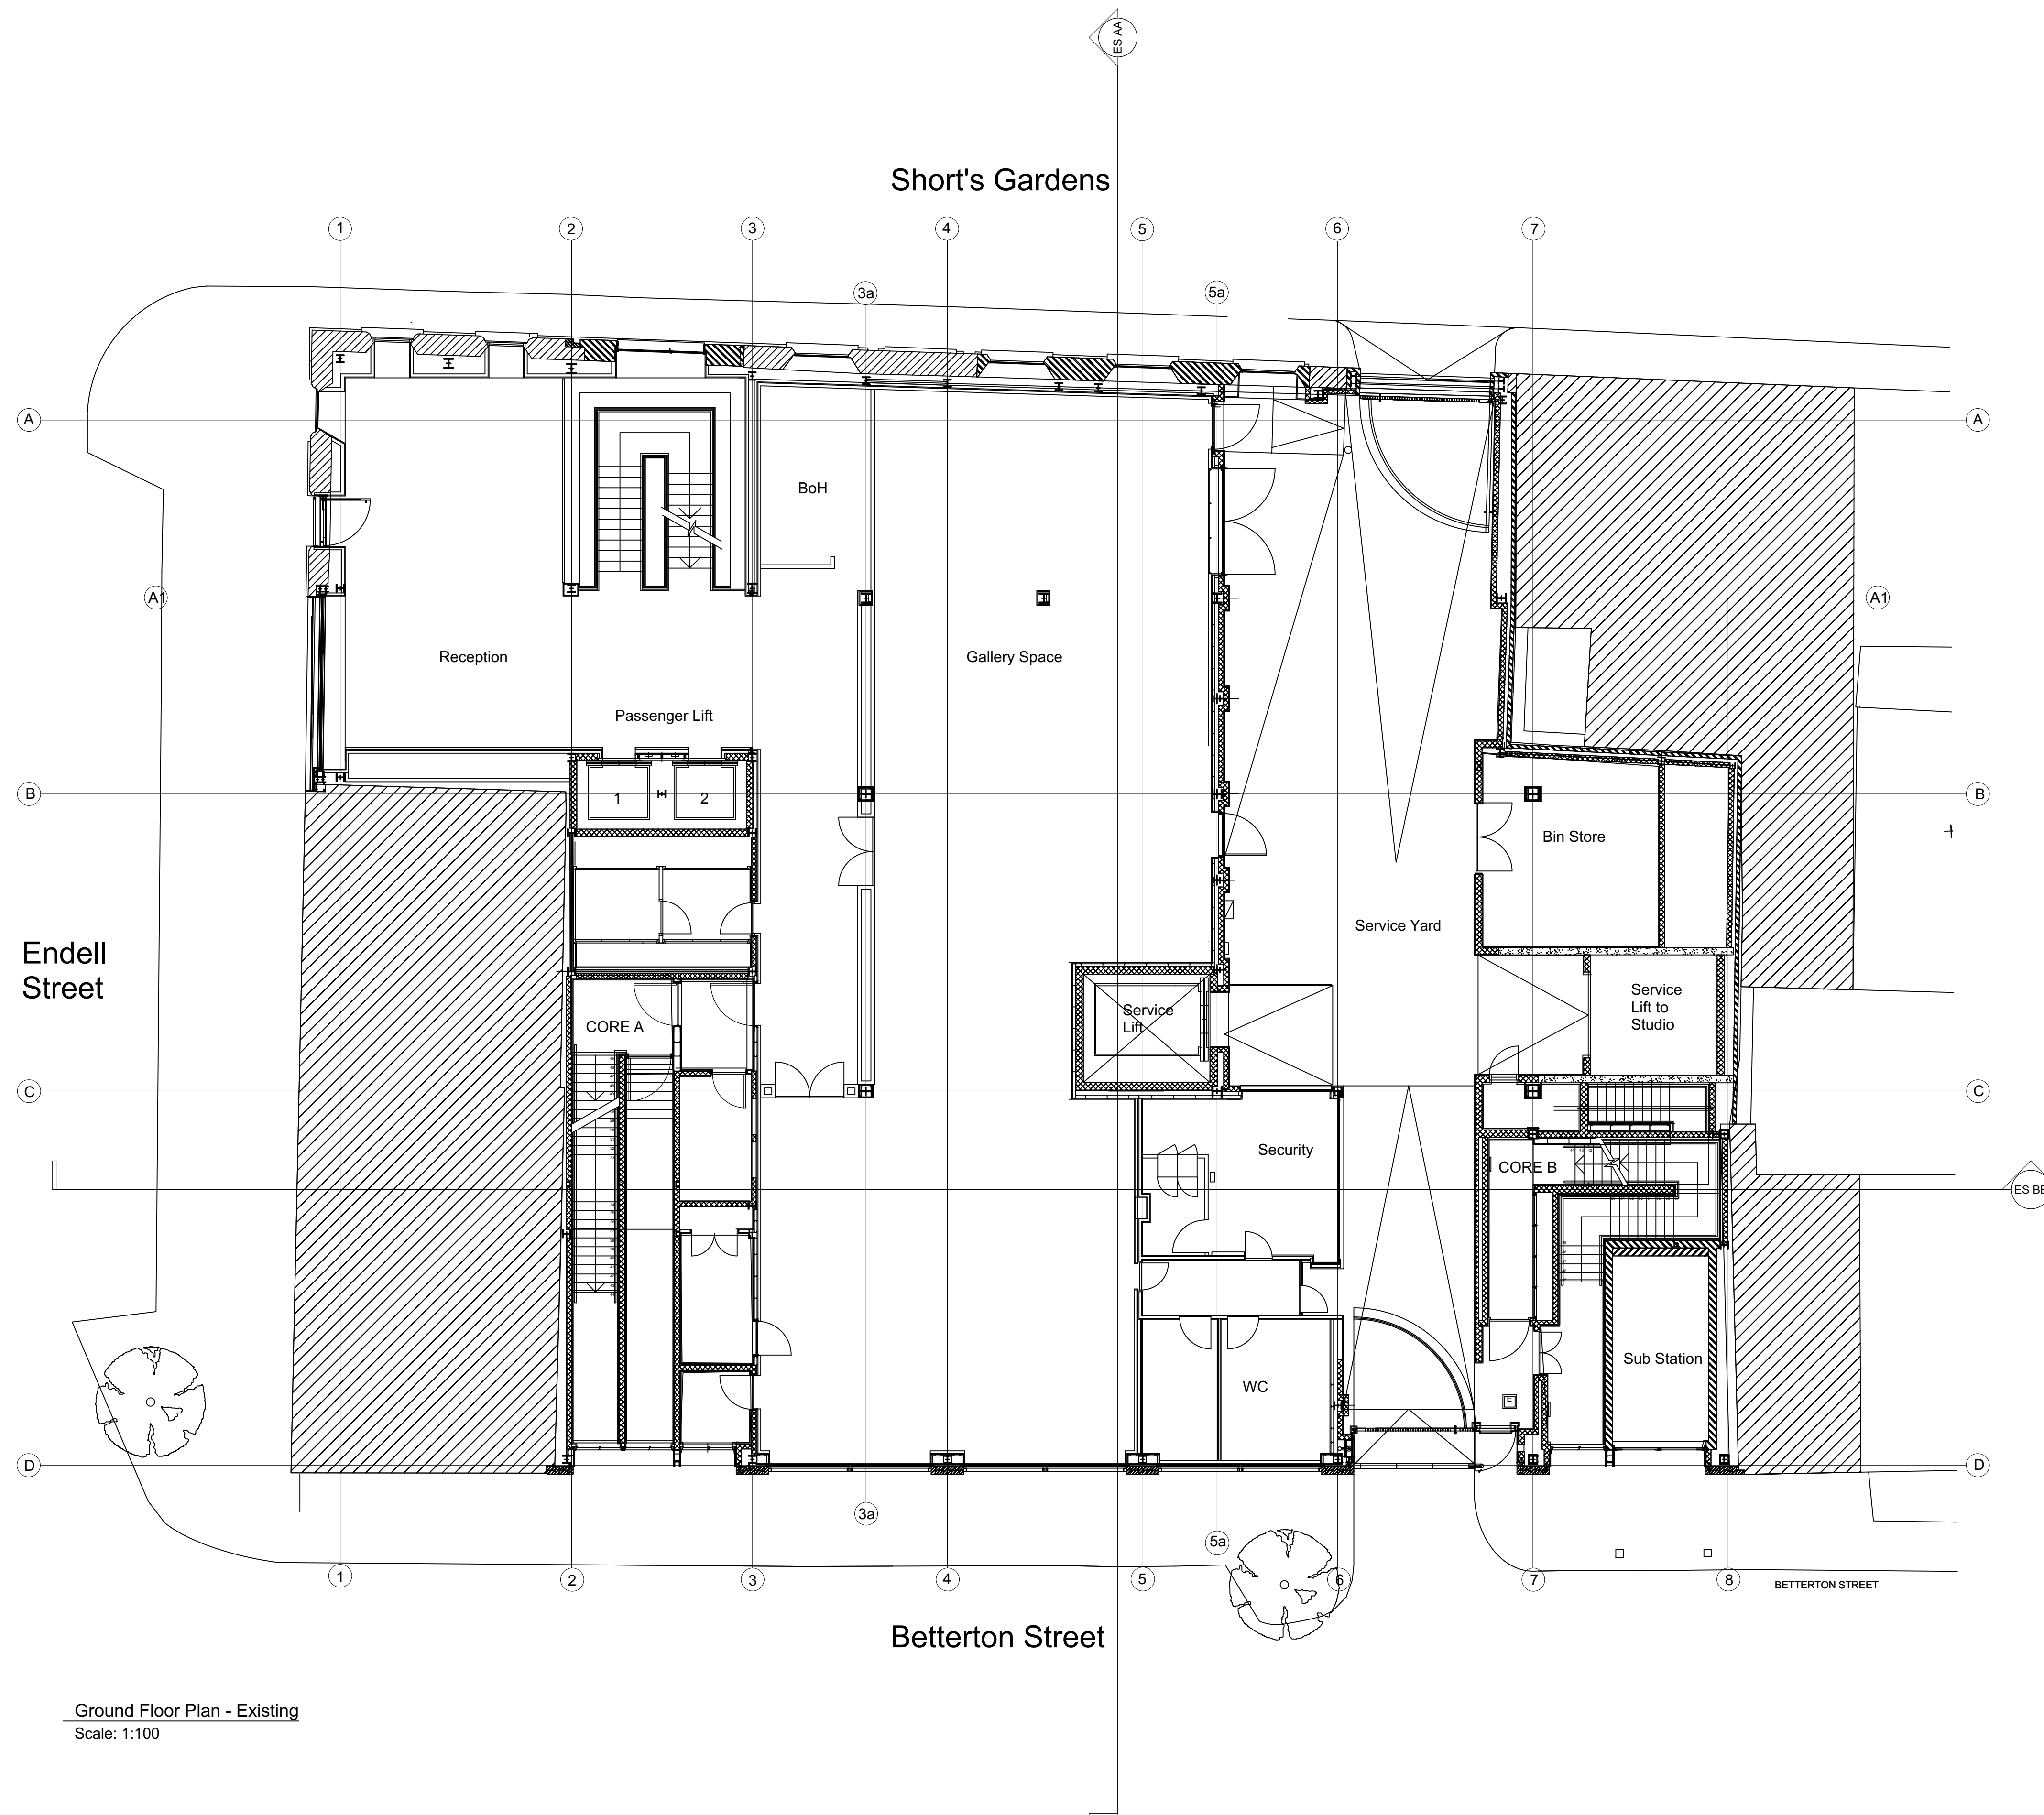 ES AA
Short's Gardens
1 2 3 4 5 6 7
3a 5a
A A
BoH
A1 A1
Reception
Gallery Space
Passenger Lift
1 2
B B
Bin Store
Service Yard
Endell
Street
Service
Lift
Service
Lift to
Studio
CORE A
C C
Security
CORE B
ES BB
Sub Station
WC
E
D D
3a
5a
1 2 3 4 5 6 7 8
BETTERTON STREET
Betterton Street
Ground Floor Plan - Existing
Scale: 1:100